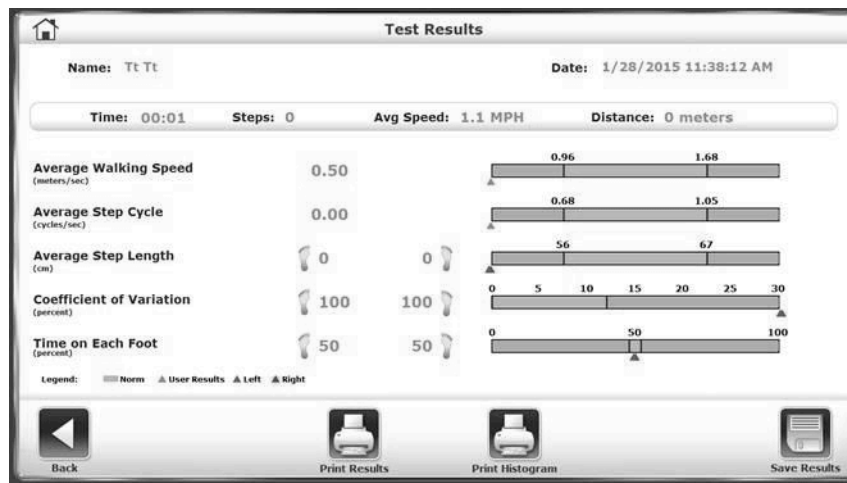 Test Results
Name: Tt Tt Date: 1/28/2015 11:38:12 AM
Time: 00:01 Steps: 0 Avg Speed: 1.1 MPH Distance: 0 meters
0.96 1.68
Average Walking Speed 0.50
(meters/sec)
0.68 1.05
Average Step Cycle 0.00
(cycles/sec)
56 67
Average Step Length 0 0
(cm)
0 5 10 15 20 25 30
Coefficient of Variation 100 100
(percent)
0 50 100
Time on Each Foot 50 50
(percent)
Legend: Norm User Results Left Right
Back Print Results Print Histogram Save Results